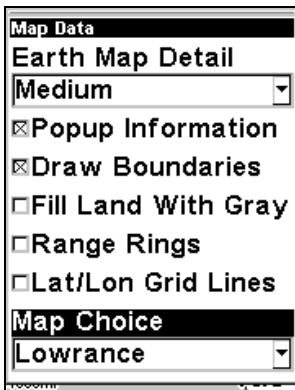 Map Data
Earth Map Detail
Medium
Popup Information
Draw Boundaries
Fill Land With Gray
Range Rings
Lat/Lon Grid Lines
Map Choice
Lowrance